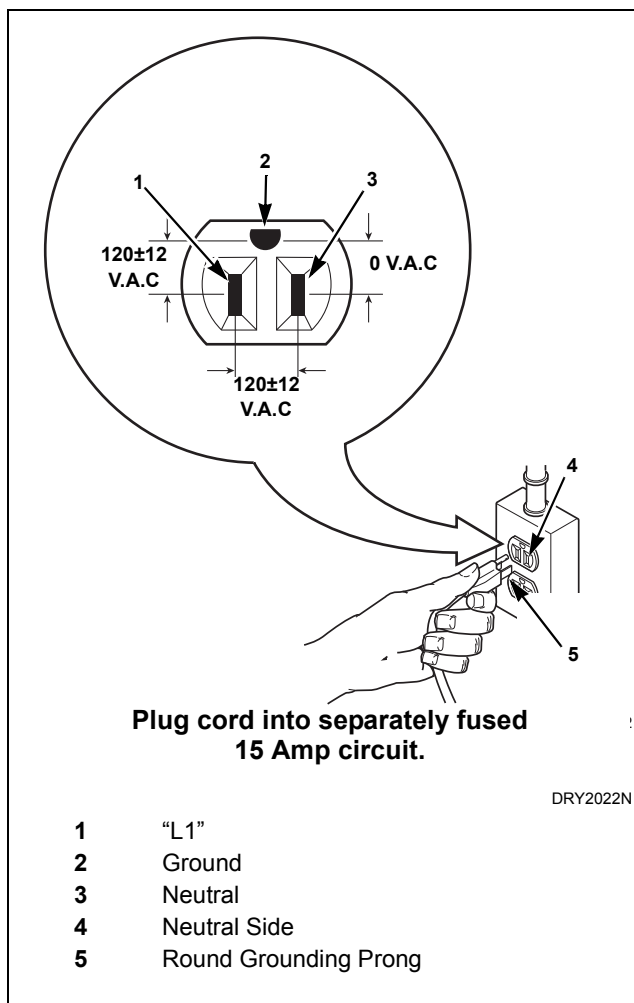 2
1
3
120±12
V.A.C
0 V.A.C
120±12
V.A.C
4
5
Plug cord into separately fused
15 Amp circuit.
DRY2022N
1 “L1”
2 Ground
3 Neutral
4 Neutral Side
5 Round Grounding Prong